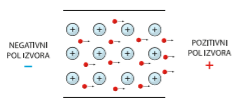 NEGATIVNI
POL IZVORA
–
+ + + +
+ + + +
+ + + +
POZITIVNI
POL IZVORA
+